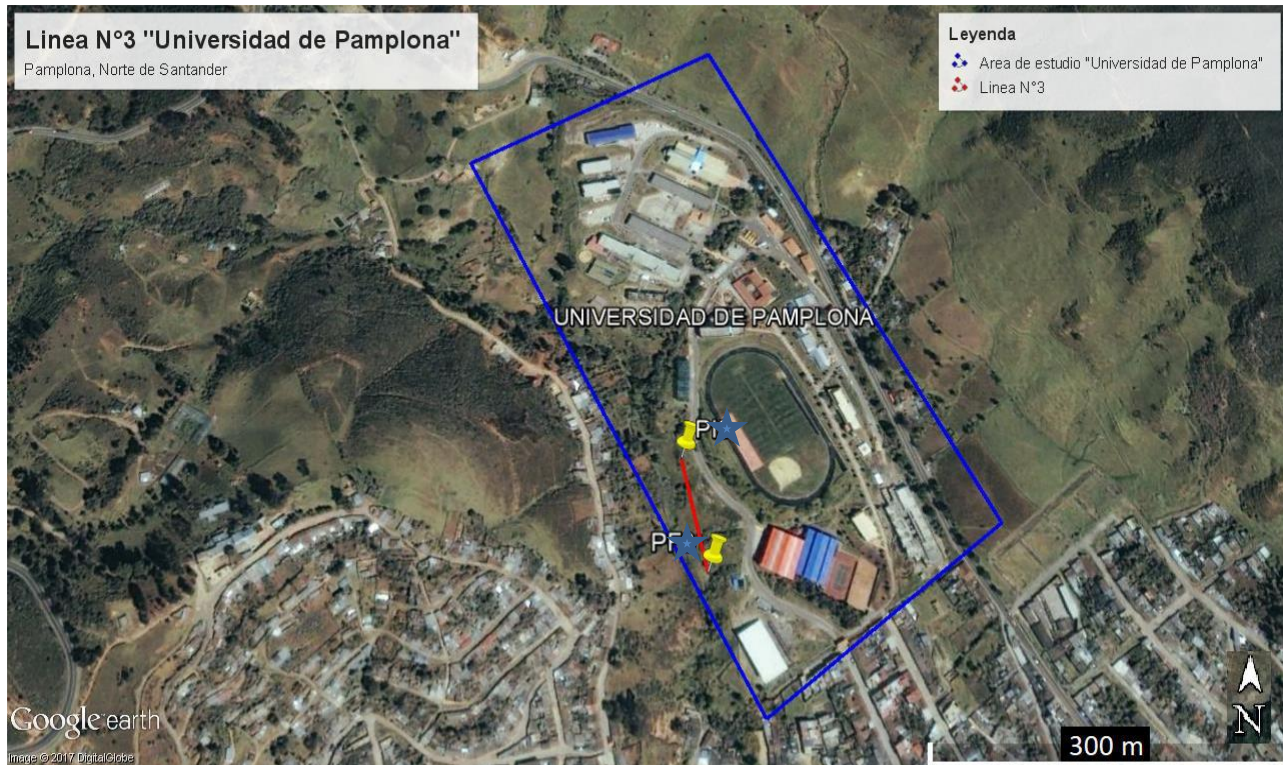 Linea N°3 "Universidad de Pamplona"
Pamplona, Norte de Santander
Leyenda
Area de estudio "Universidad de Pamplona"
Linea N°3
UNIVERSIDAD DE PAMPLONA
PF
Google earth
Image © 2017 DigitalGlobe
300 m
N